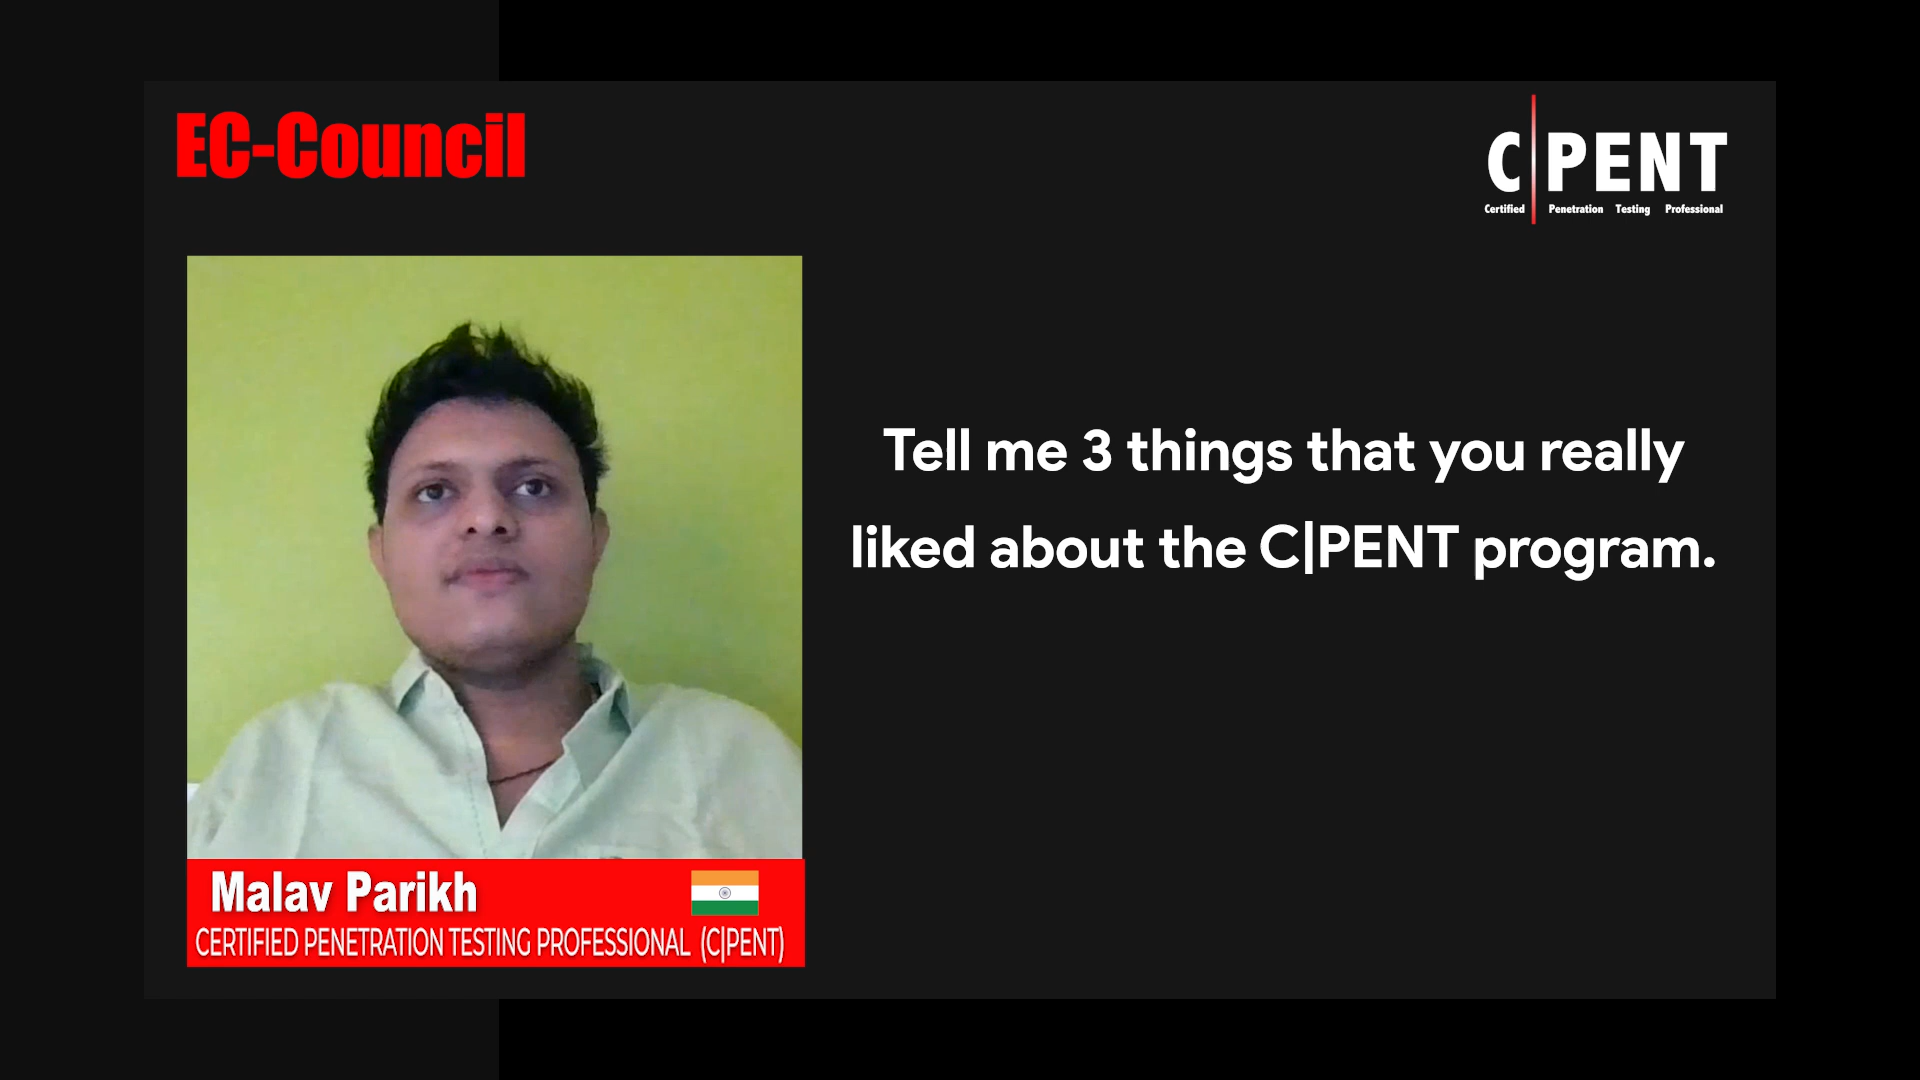 EC-Council
C|PENT
Certified Penetration Testing Professional
Tell me 3 things that you really
liked about the C|PENT program.
Malav Parikh
CERTIFIED PENETRATION TESTING PROFESSIONAL (C|PENT)